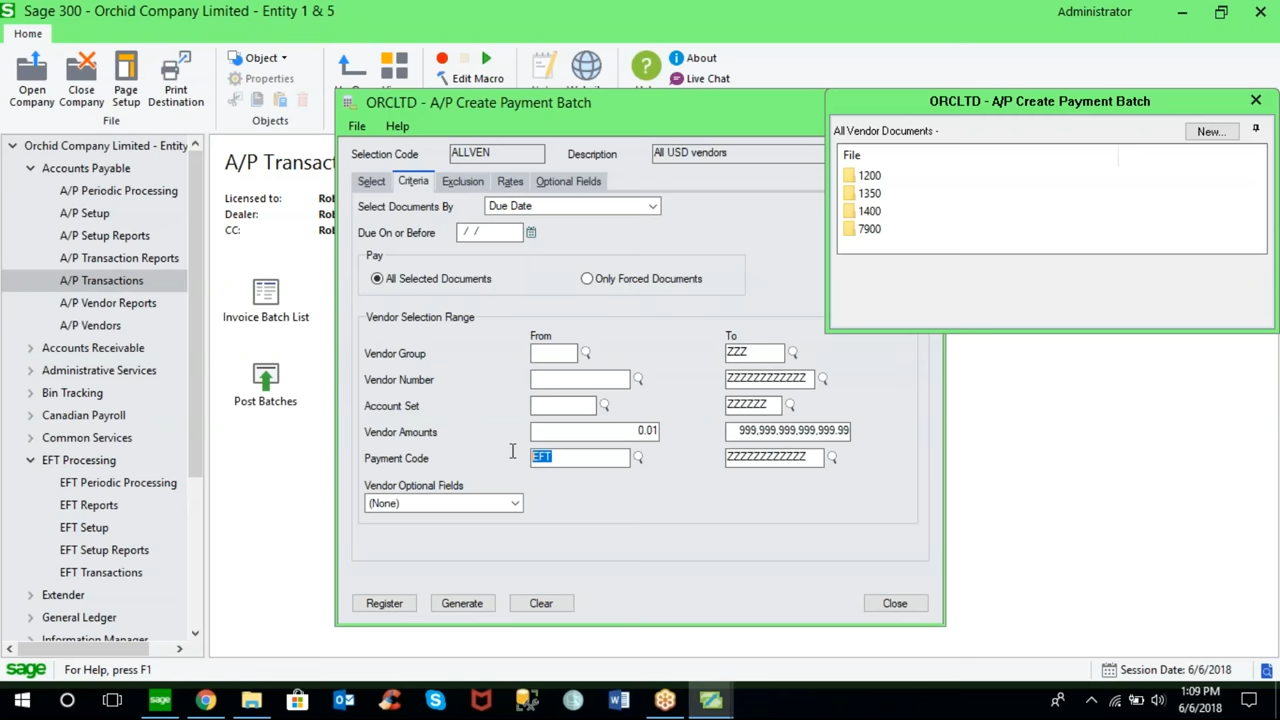 S Sage 300 - Orchid Company Limited - Entity 1 & 5
Administrator
Home
Open Company
Close Company
Page Setup
Print Destination
File
Object
Properties
Objects
Edit Macro
About
Live Chat
Orchid Company Limited - Entity
Accounts Payable
A/P Periodic Processing
A/P Setup
A/P Setup Reports
A/P Transaction Reports
A/P Transactions
A/P Vendor Reports
A/P Vendors
Accounts Receivable
Administrative Services
Bin Tracking
Canadian Payroll
Common Services
EFT Processing
EFT Periodic Processing
EFT Reports
EFT Setup
EFT Setup Reports
EFT Transactions
Extender
General Ledger
Information Manager
A/P Transact
Licensed to: Rol
Dealer: Rol
CC: Rol
Invoice Batch List
Post Batches
ORCLTD - A/P Create Payment Batch
File Help
Selection Code ALLVEN Description All USD vendors
Select Criteria Exclusion Rates Optional Fields
Select Documents By Due Date
Due On or Before / /
Pay
All Selected Documents Only Forced Documents
Vendor Selection Range
From To
Vendor Group ZZZ
Vendor Number ZZZZZZZZZZZZ
Account Set ZZZZZZ
Vendor Amounts 0.01 999,999,999,999,999.99
Payment Code EFT ZZZZZZZZZZZZ
Vendor Optional Fields
(None)
Register Generate Clear Close
ORCLTD - A/P Create Payment Batch
All Vendor Documents - New...
File
1200
1350
1400
7900
sage For Help, press F1
Session Date: 6/6/2018
sage
1:09 PM
6/6/2018